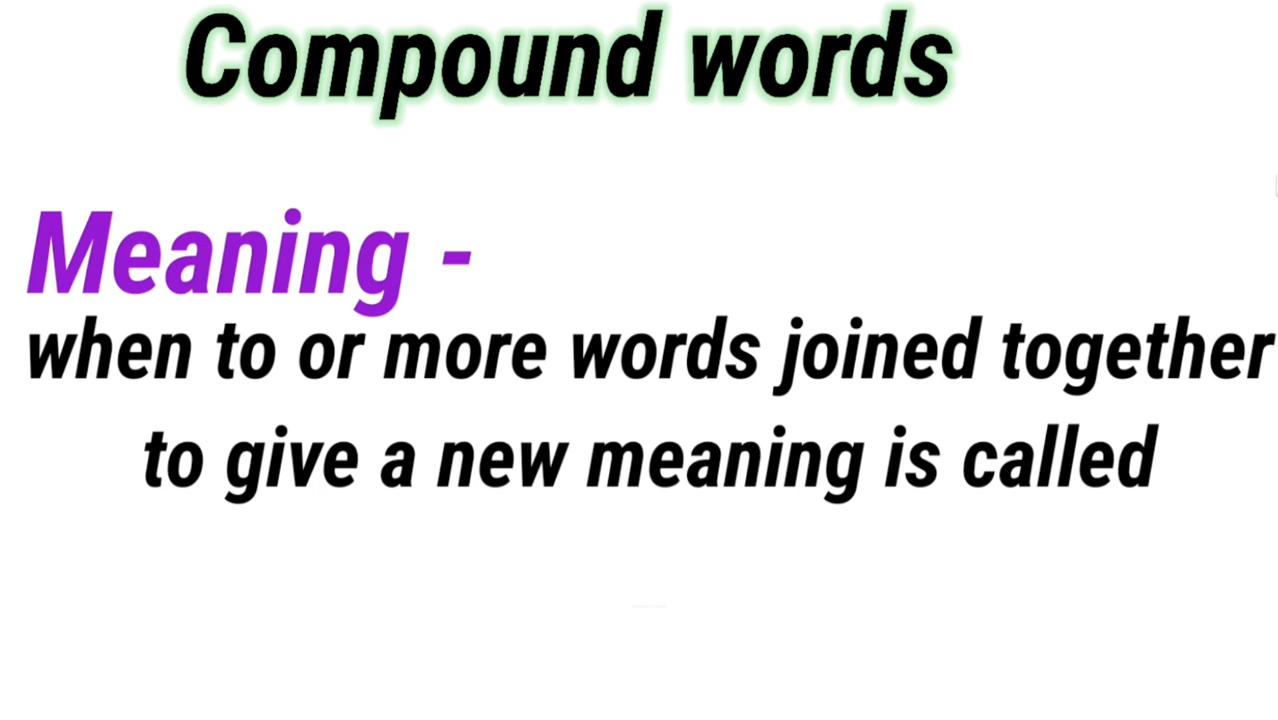 Compound words
Meaning -
when to or more words joined together
to give a new meaning is called